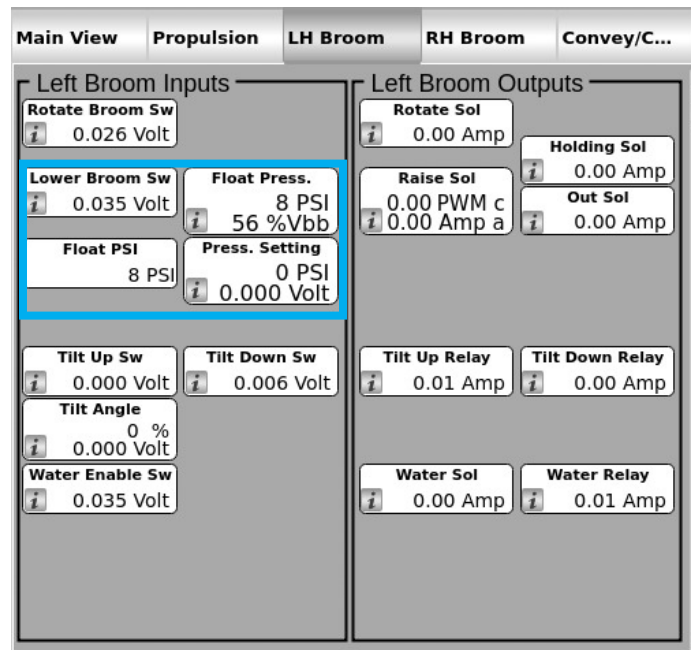 Main View Propulsion LH Broom RH Broom Convey/C...
Left Broom Inputs
Rotate Broom Sw
i 0.026 Volt
Lower Broom Sw
i 0.035 Volt
Float Press.
8 PSI
i 56 %Vbb
Float PSI
8 PSI
Press. Setting
0 PSI
i 0.000 Volt
Tilt Up Sw
i 0.000 Volt
Tilt Down Sw
i 0.006 Volt
Tilt Angle
0 %
i 0.000 Volt
Water Enable Sw
i 0.035 Volt
Left Broom Outputs
Rotate Sol
i 0.00 Amp
Holding Sol
i 0.00 Amp
Raise Sol
0.00 PWM c
i 0.00 Amp a
Out Sol
i 0.00 Amp
Tilt Up Relay
i 0.01 Amp
Tilt Down Relay
i 0.00 Amp
Water Sol
i 0.00 Amp
Water Relay
i 0.01 Amp